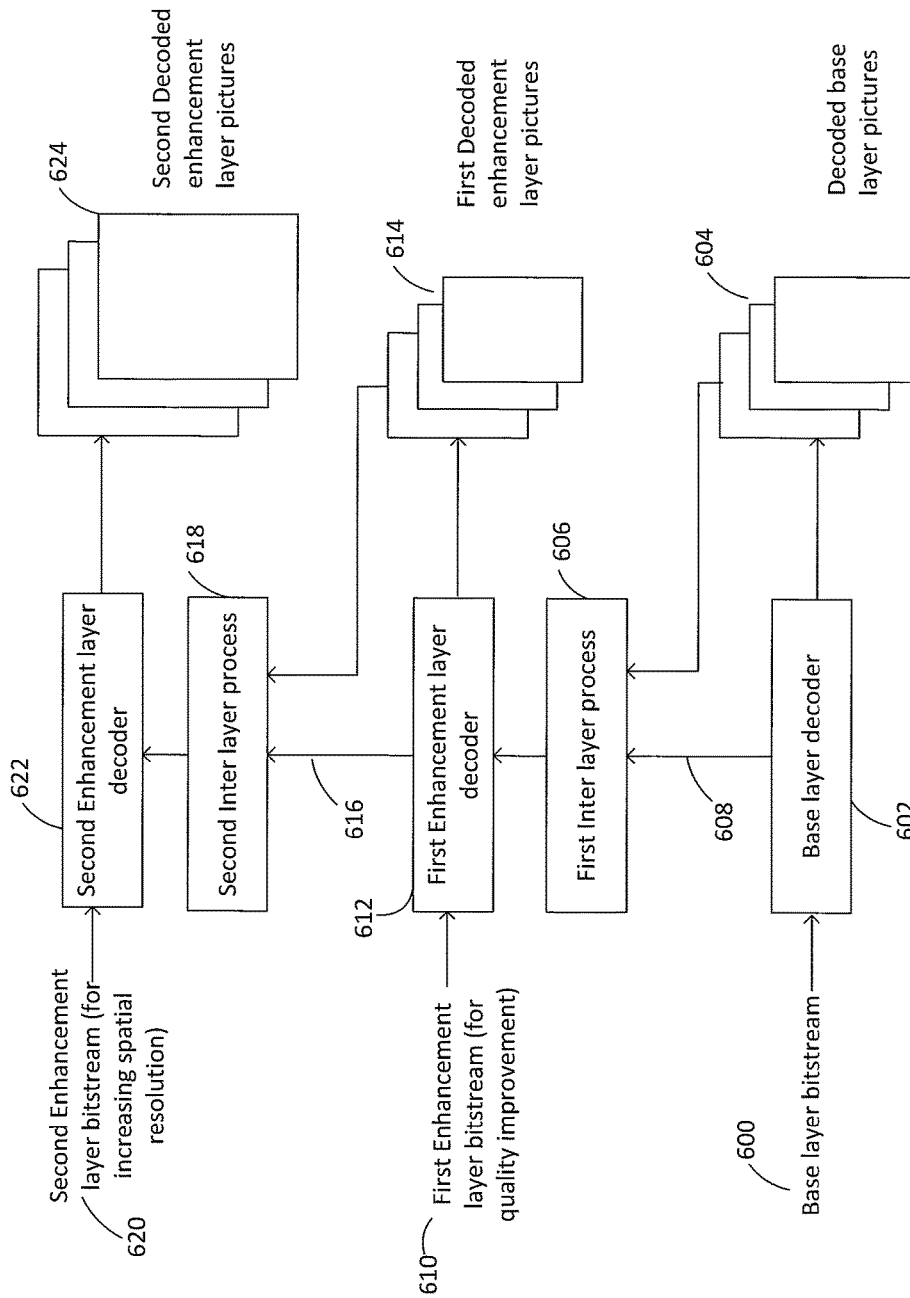 Second Enhancement
layer bitstream (for
increasing spatial
resolution)
620
622
Second Enhancement layer
decoder
624
Second Decoded
enhancement
layer pictures
618
Second Inter layer process
616
610
First Enhancement
layer bitstream (for
quality improvement)
612
First Enhancement layer
decoder
614
First Decoded
enhancement
layer pictures
606
First Inter layer process
608
600
Base layer bitstream
Base layer decoder
602
604
Decoded base
layer pictures